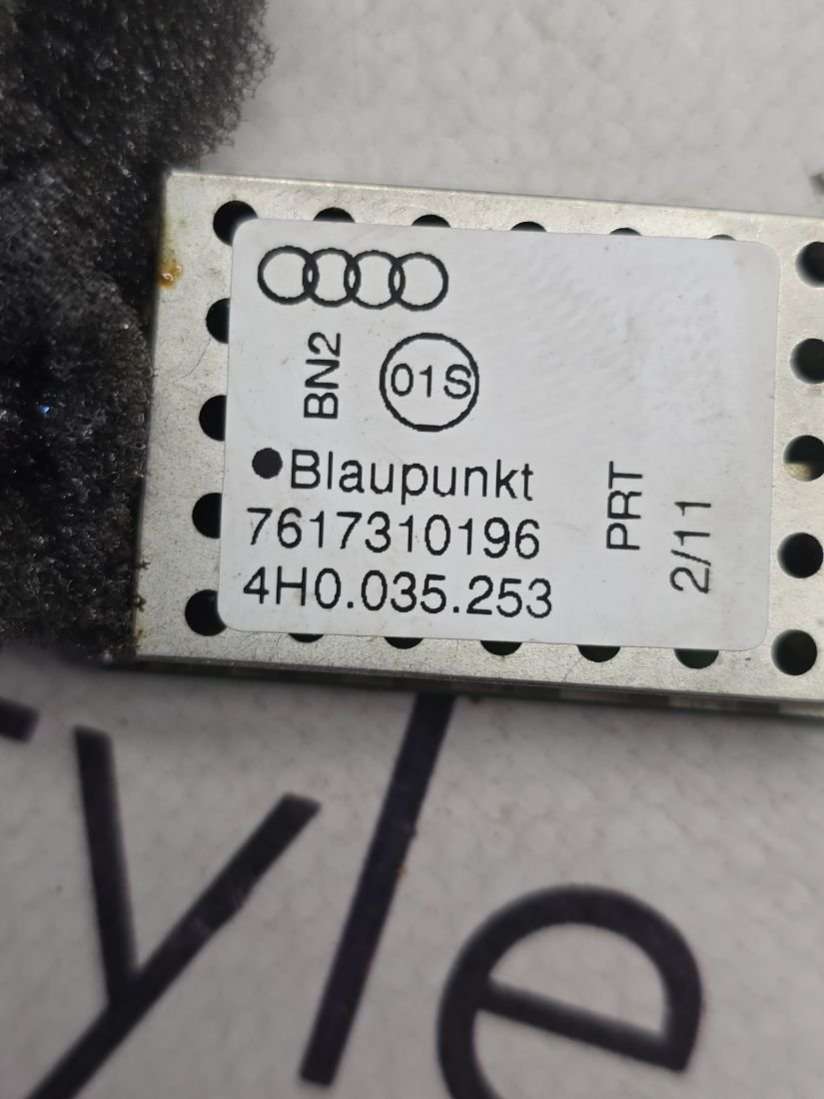 BN2
01S
Blaupunkt
7617310196
4H0.035.253
PRT
2/11
yle